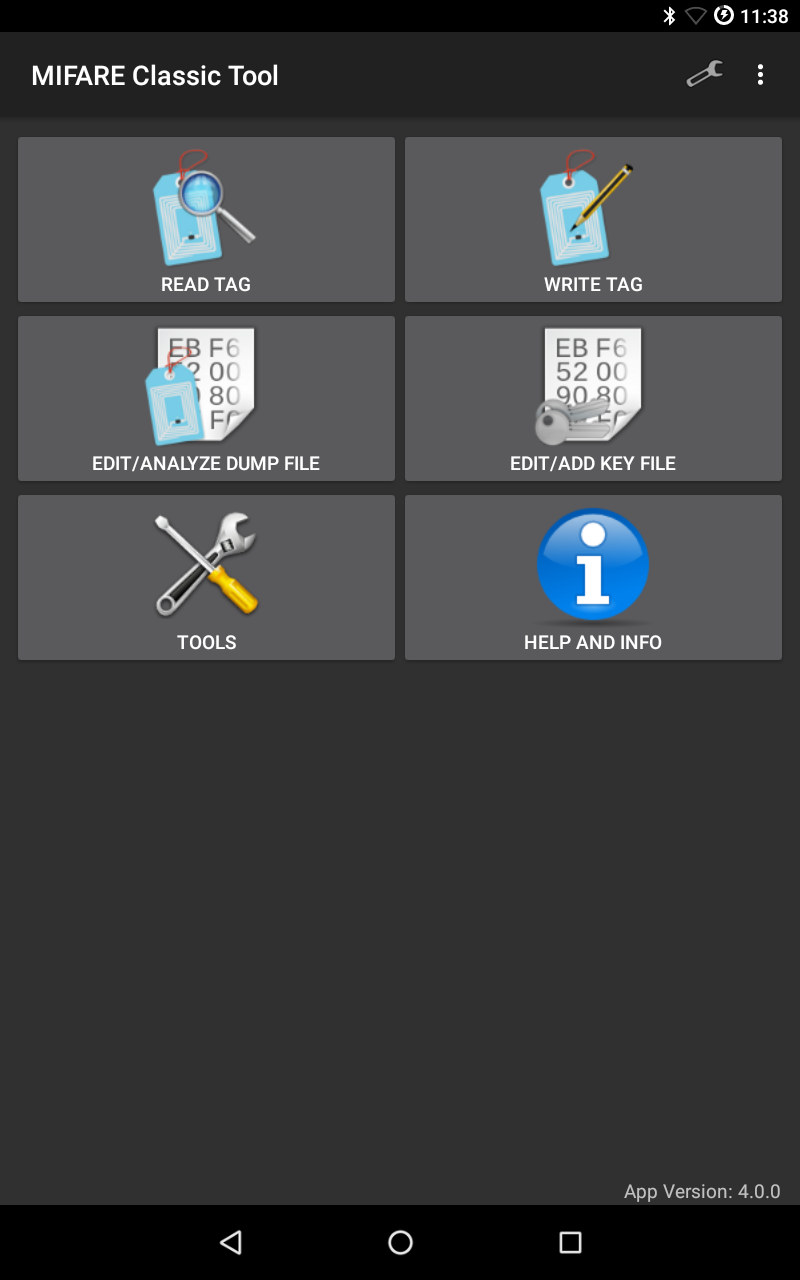 11:38
MIFARE Classic Tool
READ TAG
WRITE TAG
EB F6
2 00
80
F
EDIT/ANALYZE DUMP FILE
EB F6
52 00
90 80
EDIT/ADD KEY FILE
TOOLS
i
HELP AND INFO
App Version: 4.0.0